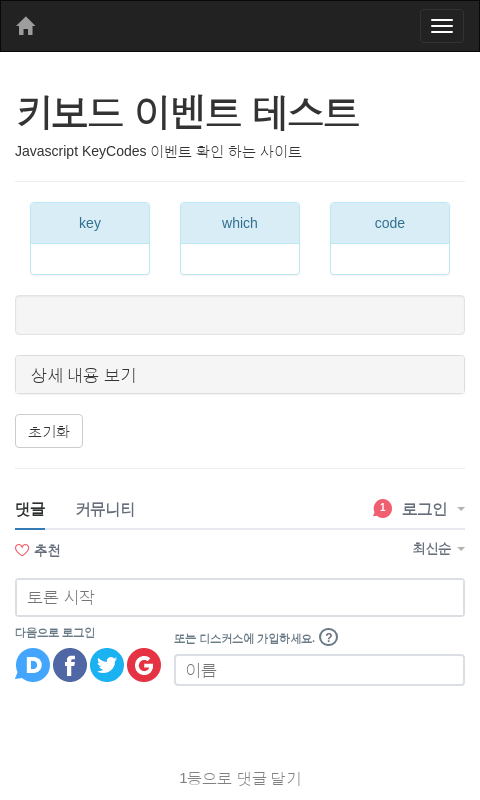 키보드 이벤트 테스트
Javascript KeyCodes 이벤트 확인 하는 사이트
key
which
code
상세 내용 보기
초기화
댓글
커뮤니티
1
로그인
추천
최신순
토론 시작
다음으로 로그인
또는 디스커스에 가입하세요. ?
이름
1등으로 댓글 달기